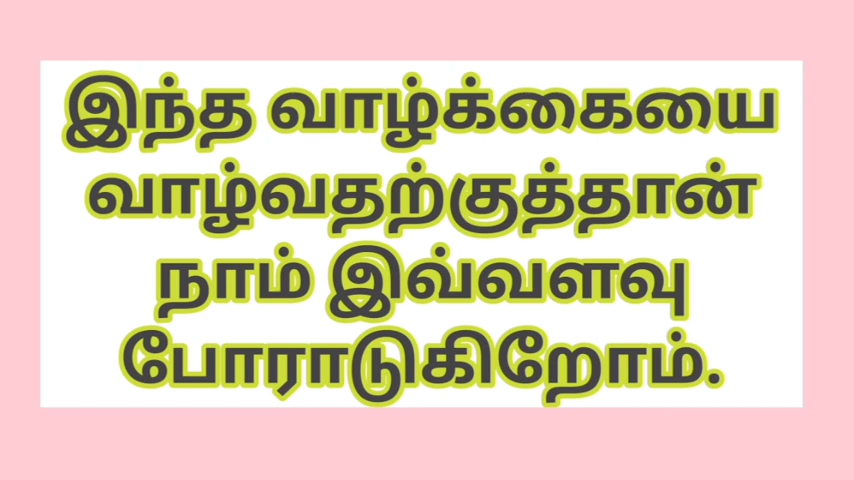 இந்த வாழ்க்கையை
வாழ்வதற்குத்தான்
நாம் இவ்வளவு
போராடுகிறோம்.